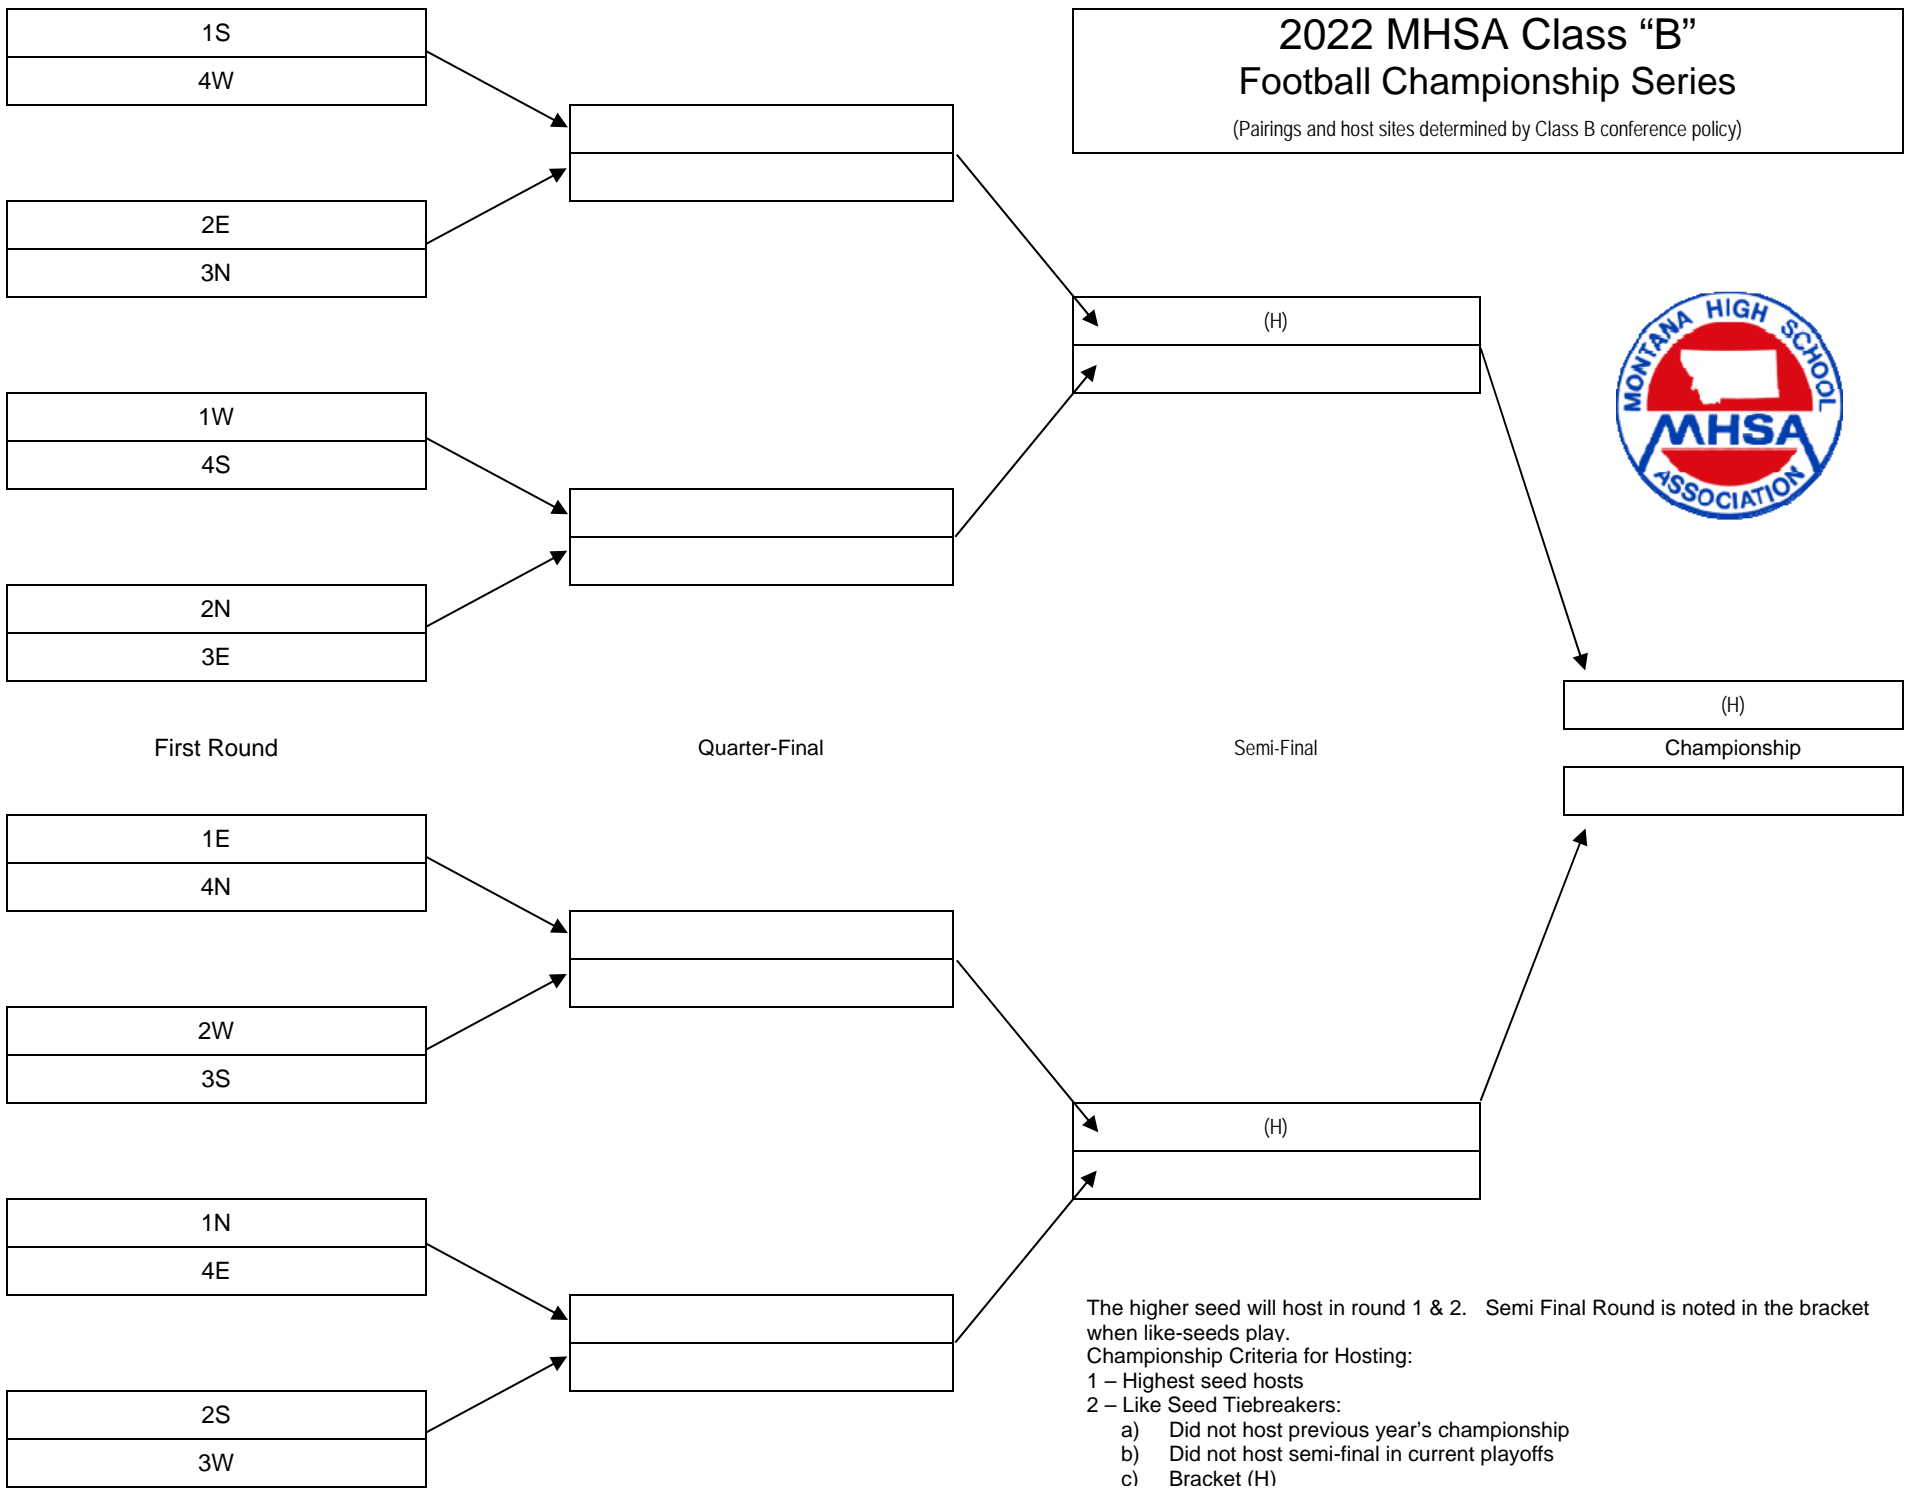 1S
4W
2022 MHSA Class “B”
Football Championship Series
(Pairings and host sites determined by Class B conference policy)
2E
3N
(H)
MONTANA HIGH SCHOOL
MHSA
ASSOCIATION
1W
4S
2N
3E
(H)
First Round
Quarter-Final
Semi-Final
Championship
1E
4N
2W
3S
(H)
1N
4E
2S
3W
The higher seed will host in round 1 & 2. Semi Final Round is noted in the bracket
when like-seeds play.
Championship Criteria for Hosting:
1 – Highest seed hosts
2 – Like Seed Tiebreakers:
a) Did not host previous year’s championship
b) Did not host semi-final in current playoffs
c) Bracket (H)